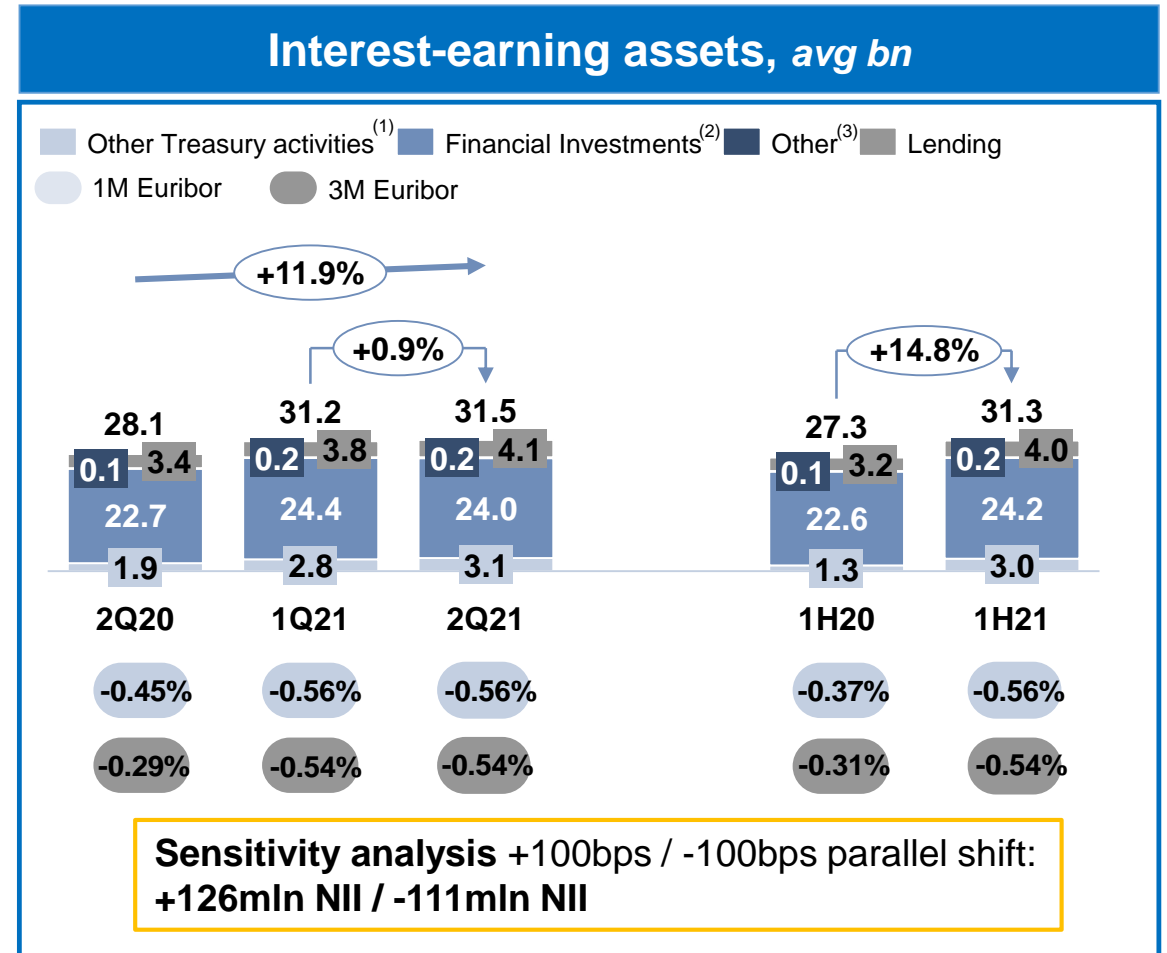 Interest-earning assets, avg bn
Other Treasury activities(1) Financial Investments(2) Other(3) Lending
1M Euribor 3M Euribor
+11.9%
+0.9% +14.8%
28.1 31.2 31.5 27.3 31.3
0.1 3.4 0.2 3.8 0.2 4.1 0.1 3.2 0.2 4.0
22.7 24.4 24.0 22.6 24.2
1.9 2.8 3.1 1.3 3.0
2Q20 1Q21 2Q21 1H20 1H21
-0.45% -0.56% -0.56% -0.37% -0.56%
-0.29% -0.54% -0.54% -0.31% -0.54%
Sensitivity analysis +100bps / -100bps parallel shift:
+126mln NII / -111mln NII